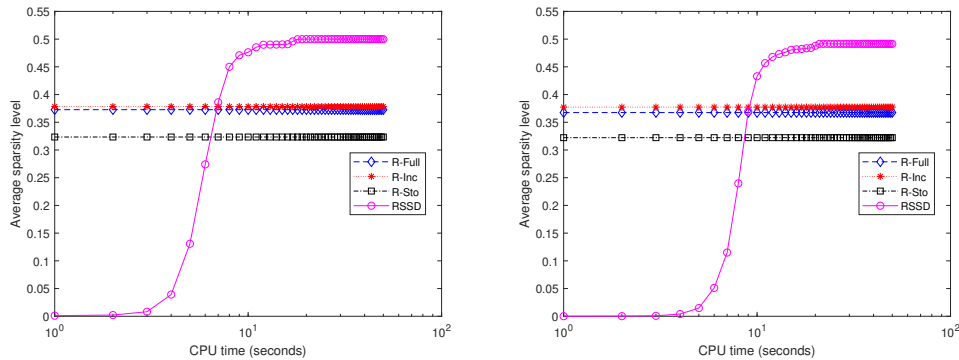 0.55
0.5
0.45
0.4
0.35
0.3
0.25
0.2
0.15
0.1
0.05
0
Average sparsity level
R-Full
R-Inc
R-Sto
RSSD
10^0
10^1
10^2
CPU time (seconds)
0.55
0.5
0.45
0.4
0.35
0.3
0.25
0.2
0.15
0.1
0.05
0
Average sparsity level
R-Full
R-Inc
R-Sto
RSSD
10^0
10^1
10^2
CPU time (seconds)